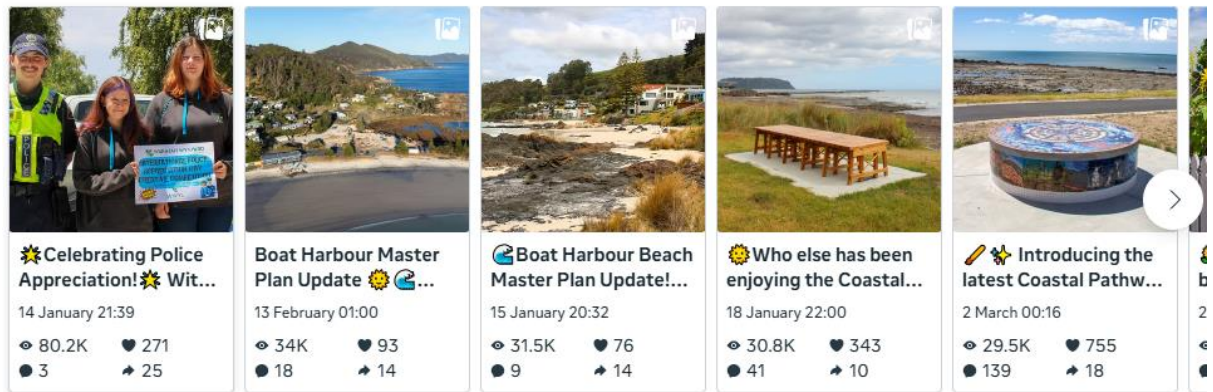 POLICE
🌟Celebrating Police
Appreciation!🌟 Wit...
14 January 21:39
80.2K 271
3 25
Boat Harbour Master
Plan Update 🌞 🌊...
13 February 01:00
34K 93
18 14
🌊Boat Harbour Beach
Master Plan Update!...
15 January 20:32
31.5K 76
9 14
🌞Who else has been
enjoying the Coastal...
18 January 22:00
30.8K 343
41 10
🖌️ ✨ Introducing the
latest Coastal Pathw...
2 March 00:16
29.5K 755
139 18